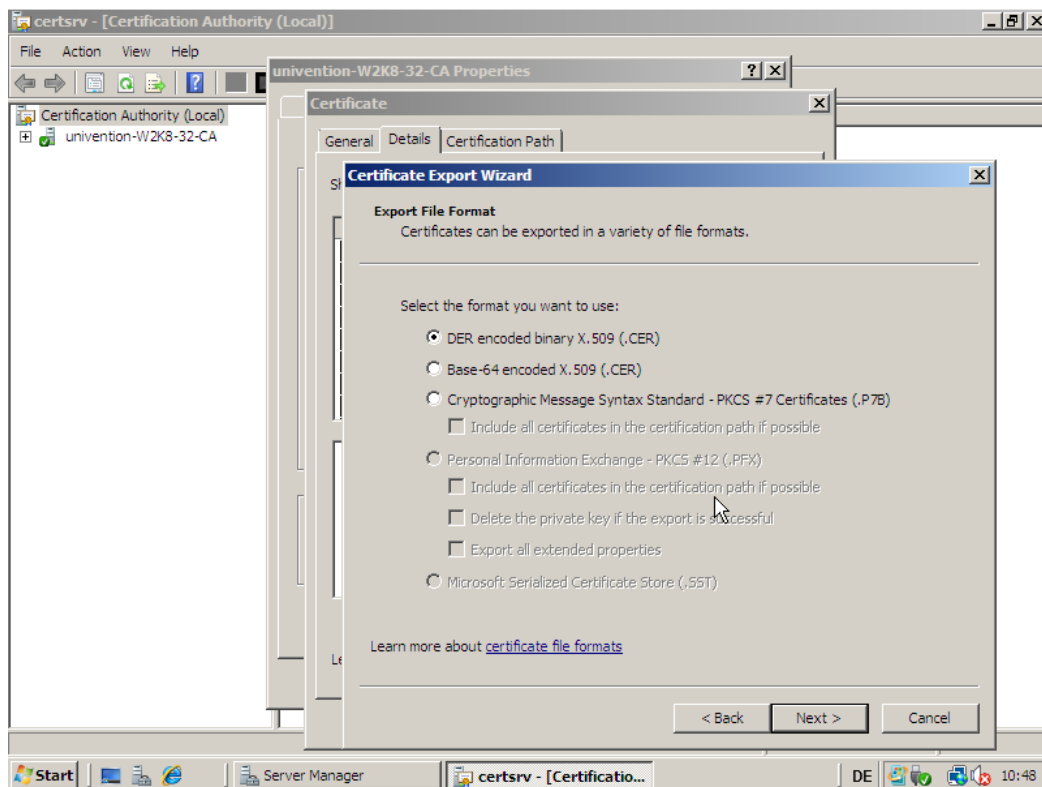 certsrv - [Certification Authority (Local)]
File Action View Help
univention-W2K8-32-CA Properties
Certification Authority (Local)
univention-W2K8-32-CA
Certificate
General Details Certification Path
Certificate Export Wizard
Export File Format
Certificates can be exported in a variety of file formats.
Select the format you want to use:
DER encoded binary X.509 (.CER)
Base-64 encoded X.509 (.CER)
Cryptographic Message Syntax Standard - PKCS #7 Certificates (.P7B)
Include all certificates in the certification path if possible
Personal Information Exchange - PKCS #12 (.PFX)
Include all certificates in the certification path if possible
Delete the private key if the export is successful
Export all extended properties
Microsoft Serialized Certificate Store (.SST)
Learn more about certificate file formats
< Back Next > Cancel
Start Server Manager certsrv - [Certificatio... DE 10:48